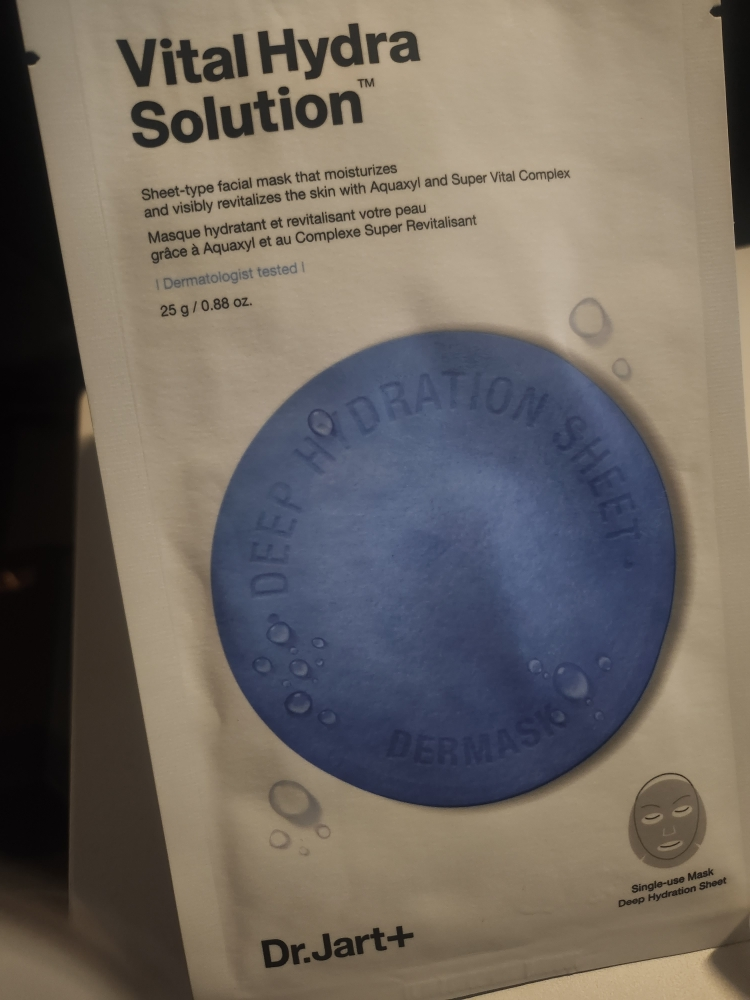 Vital Hydra
Solution™
Sheet-type facial mask that moisturizes
and visibly revitalizes the skin with Aquaxyl and Super Vital Complex
Masque hydratant et revitalisant votre peau
grâce à Aquaxyl et au Complexe Super Revitalisant
| Dermatologist tested |
25 g / 0.88 oz.
• DEEP HYDRATION SHEET •
DERMASK
Single-use Mask
Deep Hydration Sheet
Dr.Jart+